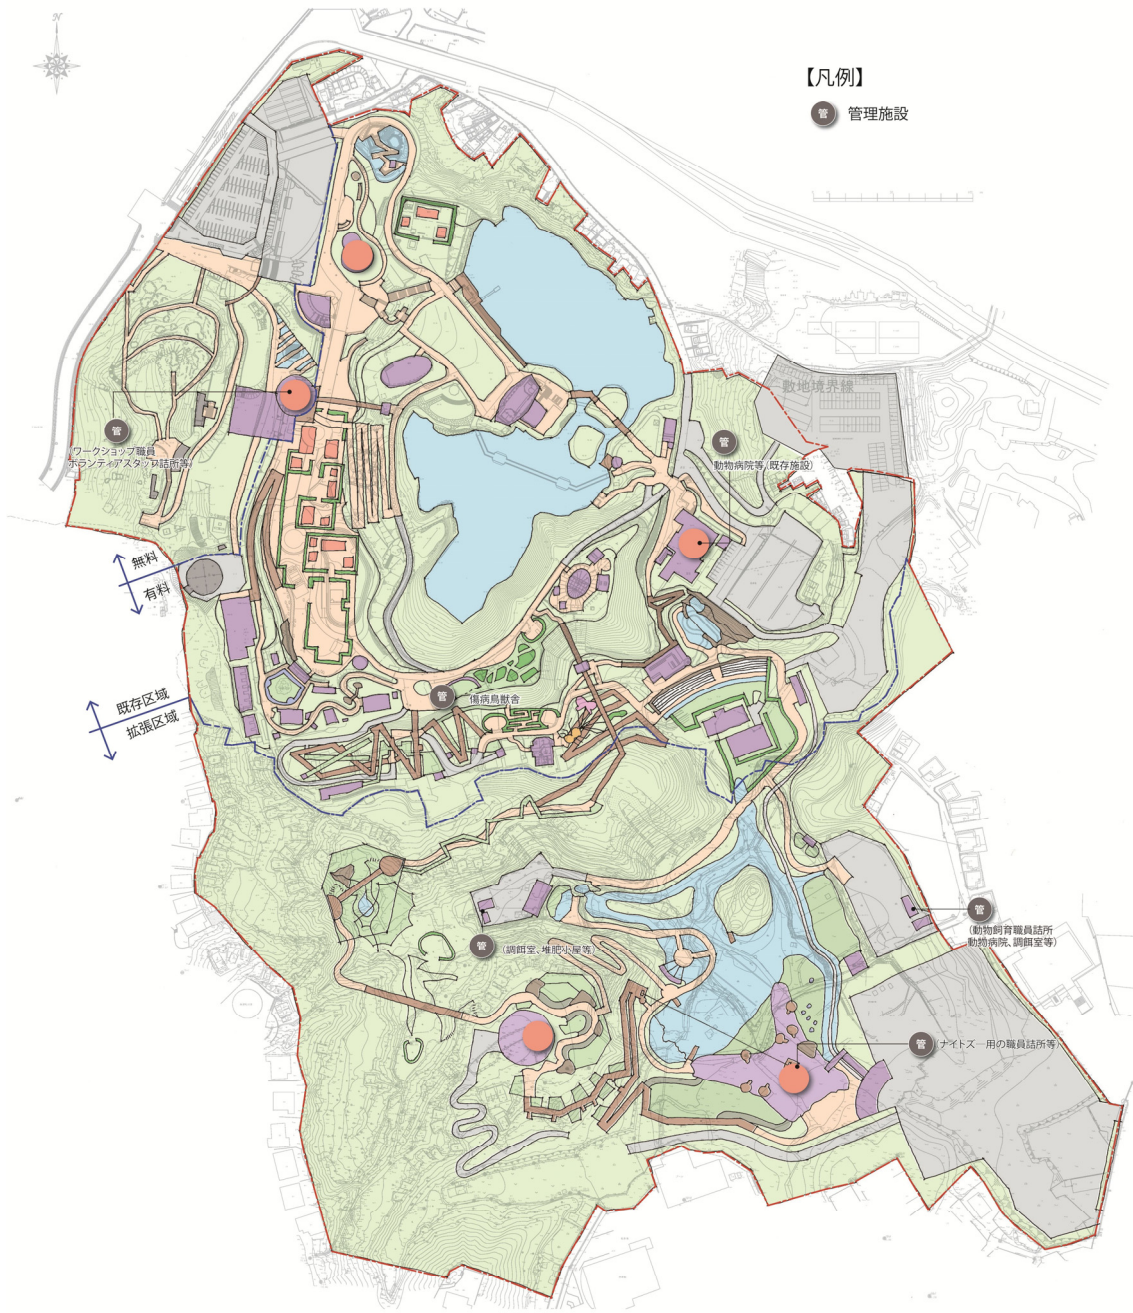 N
【凡例】
管 管理施設
敷地境界線
管
(ワークショップ職員
ボランティアスタッフ詰所等)
管
動物病院等(既存施設)
無料
有料
既存区域
拡張区域
管 傷病鳥獣舎
管
(動物飼育職員詰所
動物病院、調餌室等)
管 (調餌室、堆肥小屋等)
管 (ナイトズー用の職員詰所等)